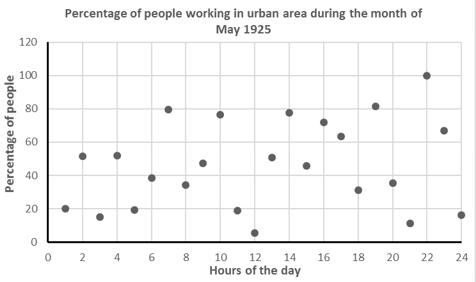 Percentage of people working in urban area during the month of
May 1925
120
100
80
60
40
20
0
Percentage of people
0 2 4 6 8 10 12 14 16 18 20 22 24
Hours of the day